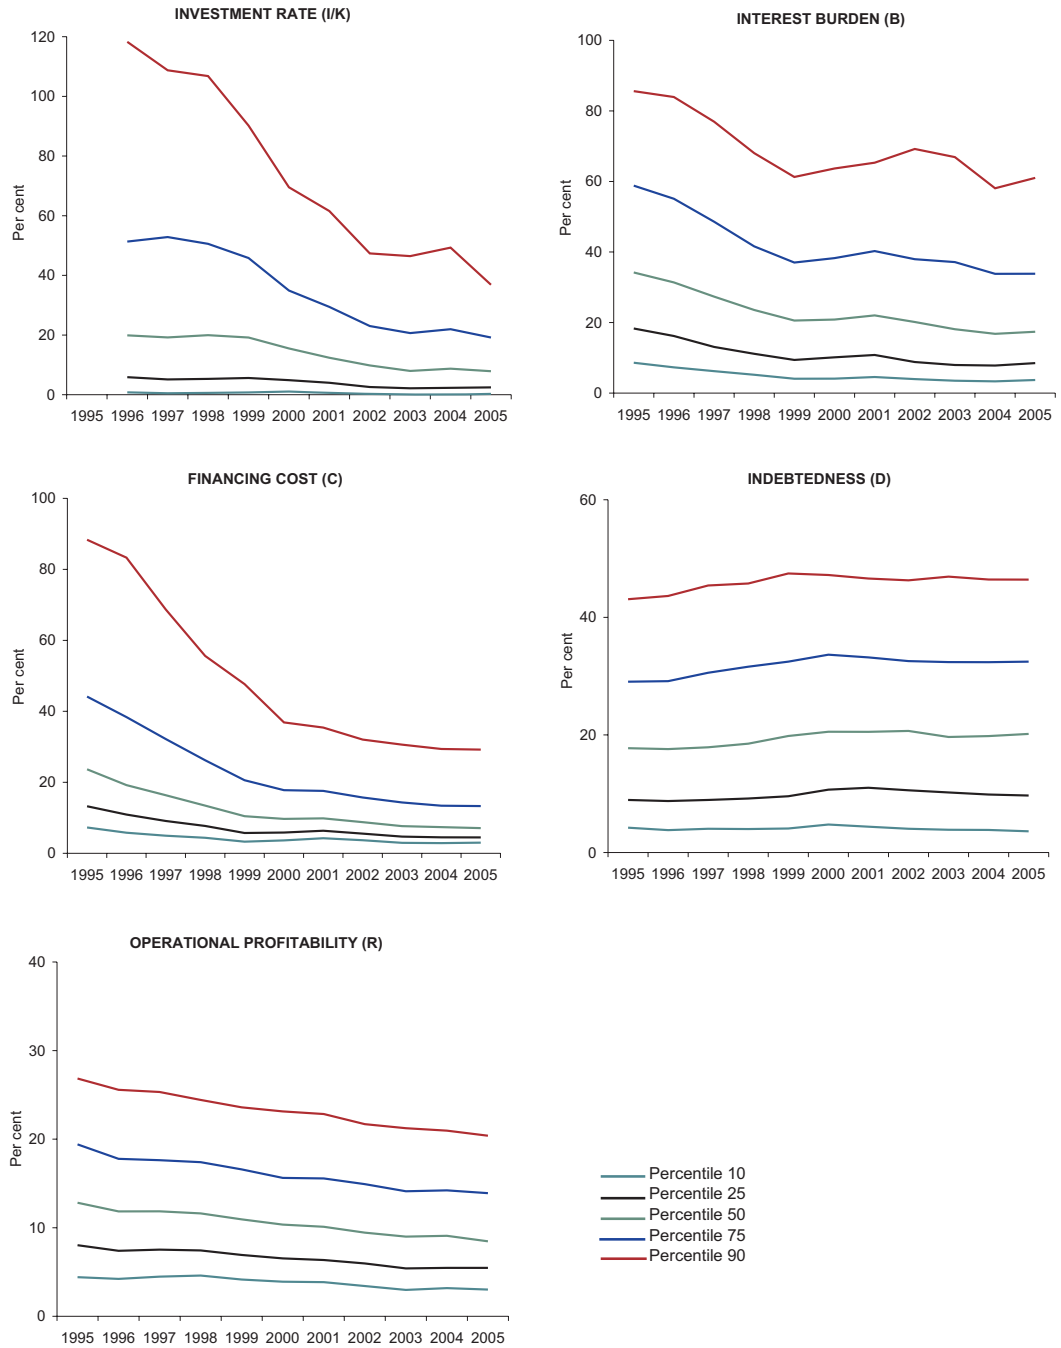 INVESTMENT RATE (I/K)
120
100
80
60
40
20
0
Per cent
1995 1996 1997 1998 1999 2000 2001 2002 2003 2004 2005
INTEREST BURDEN (B)
100
80
60
40
20
0
Per cent
1995 1996 1997 1998 1999 2000 2001 2002 2003 2004 2005
FINANCING COST (C)
100
80
60
40
20
0
Per cent
1995 1996 1997 1998 1999 2000 2001 2002 2003 2004 2005
INDEBTEDNESS (D)
60
40
20
0
Per cent
1995 1996 1997 1998 1999 2000 2001 2002 2003 2004 2005
OPERATIONAL PROFITABILITY (R)
40
30
20
10
0
Per cent
1995 1996 1997 1998 1999 2000 2001 2002 2003 2004 2005
Percentile 10
Percentile 25
Percentile 50
Percentile 75
Percentile 90